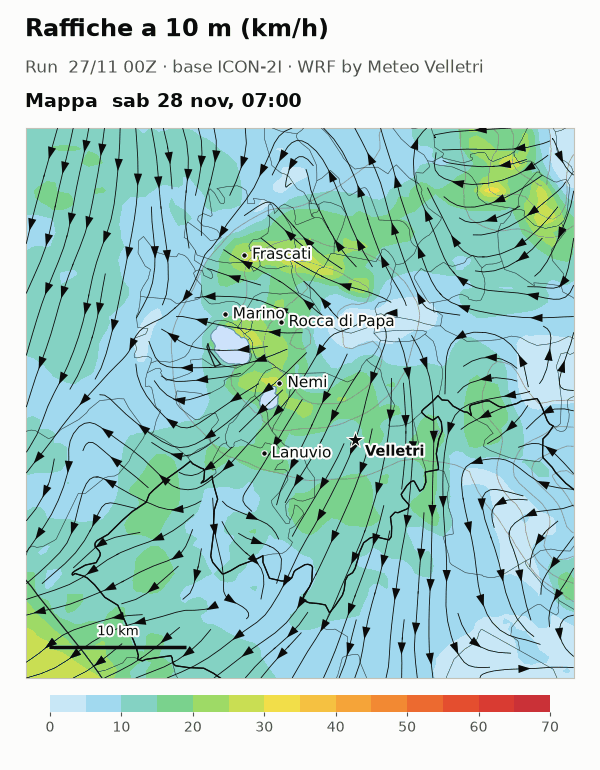 Raffiche a 10 m (km/h)
Run  27/11 00Z · base ICON-2I · WRF by Meteo Velletri
Mappa  sab 28 nov, 07:00
Frascati
Marino
Rocca di Papa
Nemi
Velletri
Lanuvio
10 km
0 10 20 30 40 50 60 70